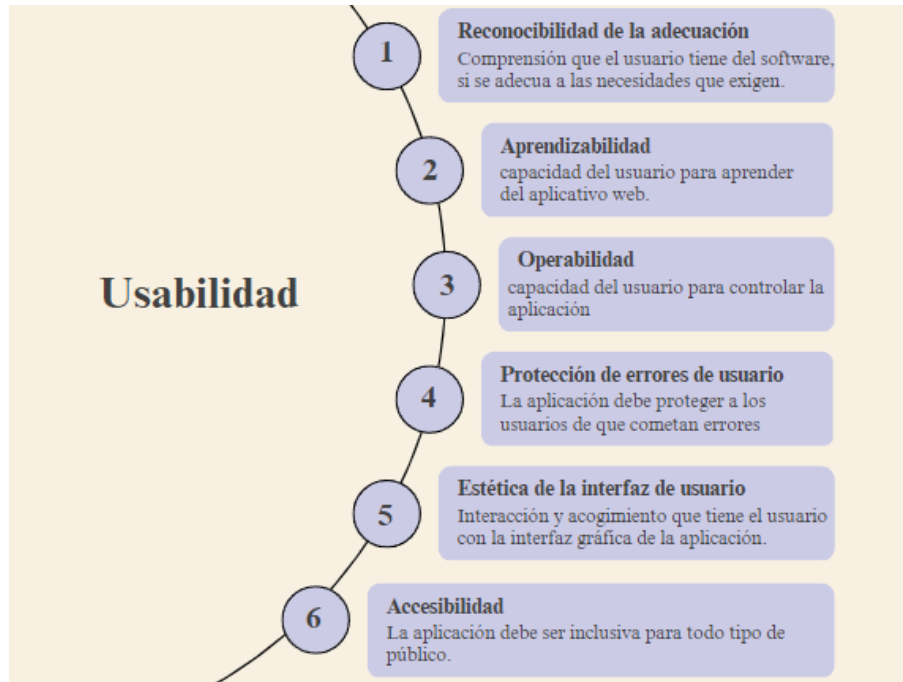 Usabilidad
1
Reconocibilidad de la adecuación
Comprensión que el usuario tiene del software,
si se adecua a las necesidades que exigen.
2
Aprendizabilidad
capacidad del usuario para aprender
del aplicativo web.
3
Operabilidad
capacidad del usuario para controlar la
aplicación
4
Protección de errores de usuario
La aplicación debe proteger a los
usuarios de que cometan errores
5
Estética de la interfaz de usuario
Interacción y acogimiento que tiene el usuario
con la interfaz gráfica de la aplicación.
6
Accesibilidad
La aplicación debe ser inclusiva para todo tipo de
público.